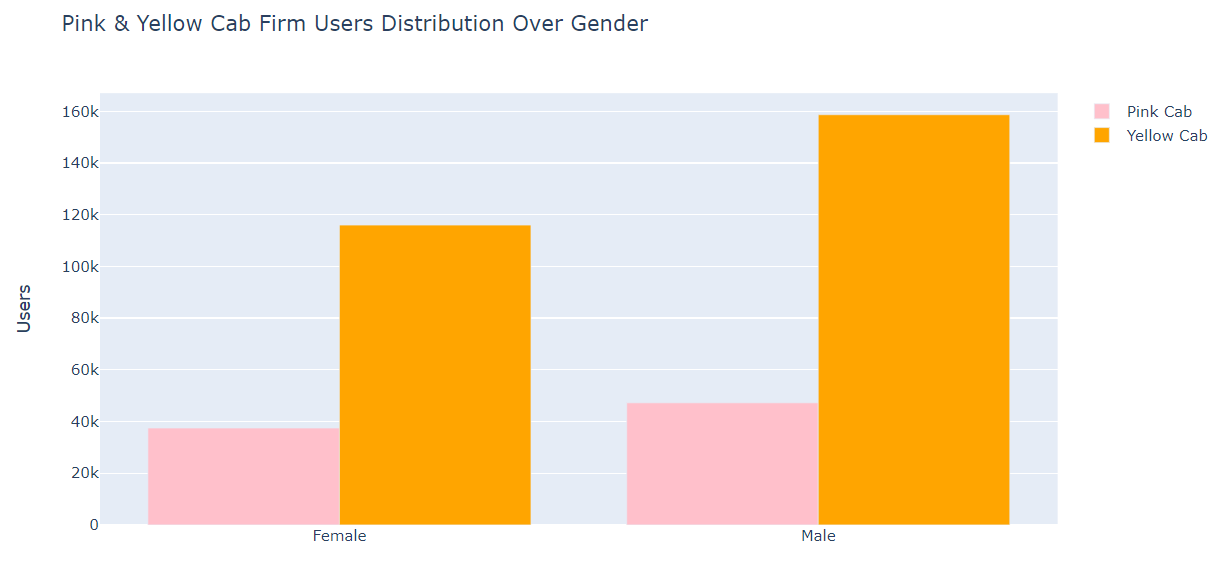 Pink & Yellow Cab Firm Users Distribution Over Gender
160k
140k
120k
100k
80k
60k
40k
20k
0
Users
Female
Male
Pink Cab
Yellow Cab